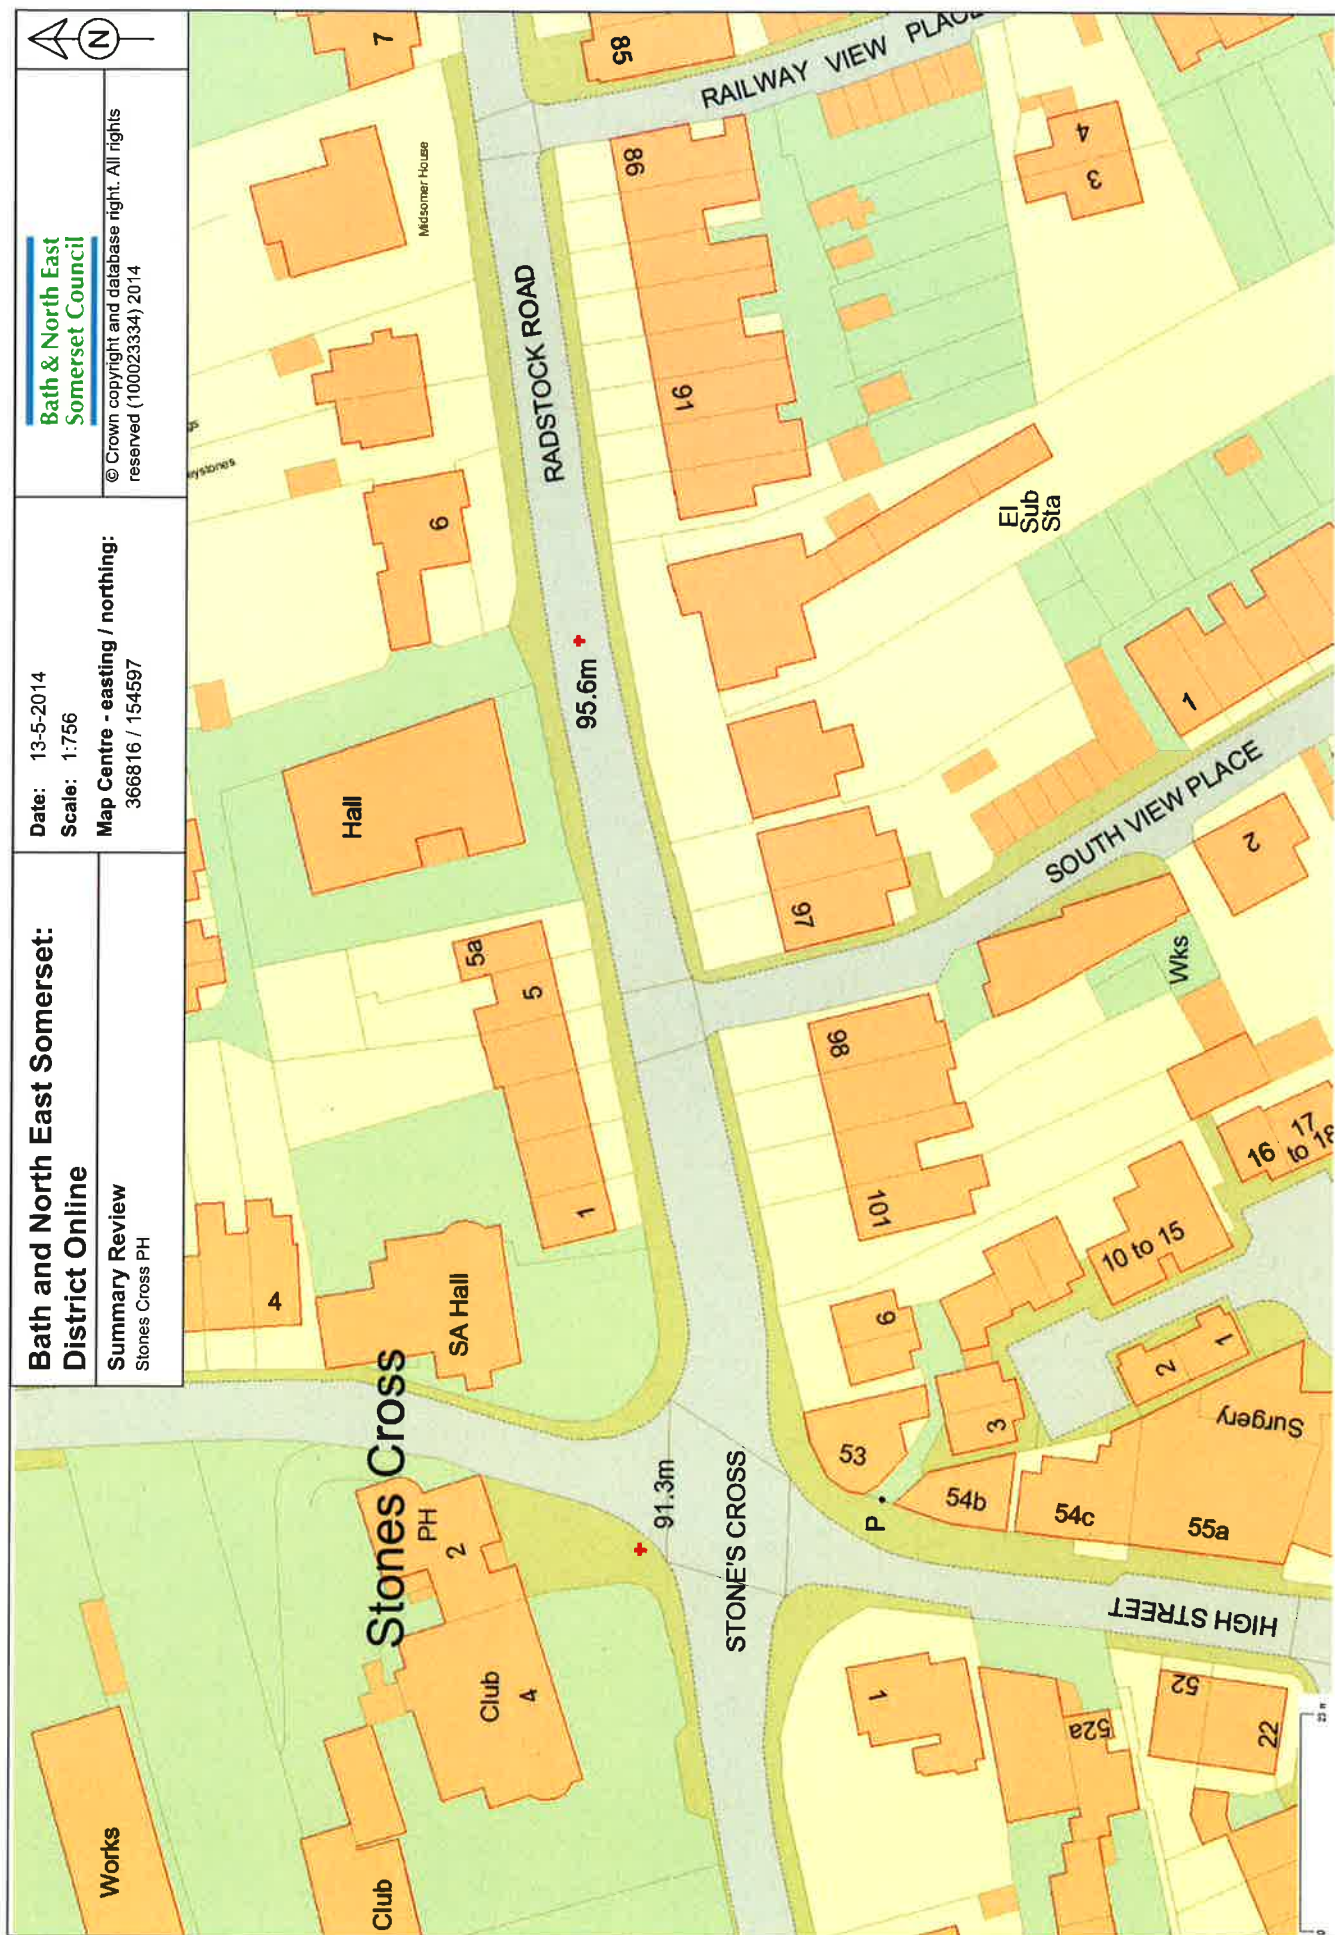 Bath and North East Somerset:
District Online
Summary Review
Stones Cross PH
Date: 13-5-2014
Scale: 1:756
Map Centre - easting / northing:
366816 / 154597
Bath & North East
Somerset Council
© Crown copyright and database right. All rights
reserved (100023334) 2014
N
Works
Club
Club
4
Stones Cross
PH
2
4
SA Hall
1
5
5a
Hall
6
eystones
gs
Midsomer House
7
91.3m
STONE'S CROSS
95.6m
RADSTOCK ROAD
85
RAILWAY VIEW PLACE
86
91
97
98
101
9
53
P
54b
54c
55a
3
2
1
Surgery
10 to 15
16
17
to 18
Wks
2
SOUTH VIEW PLACE
1
El
Sub
Sta
3
4
HIGH STREET
1
52a
52
22
0
23 m